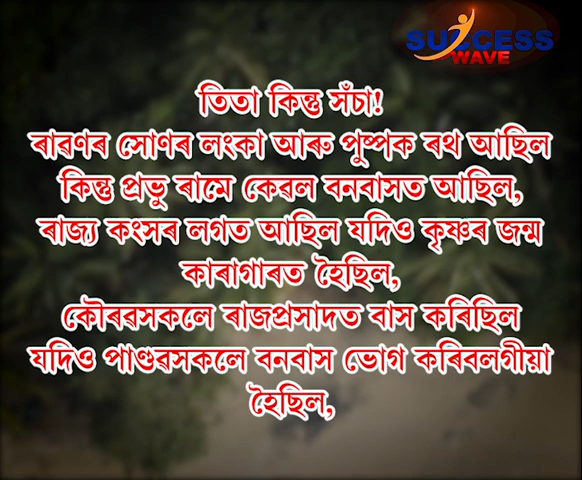 SUCCESS
WAVE
তিতা কিন্তু সঁচা!
ৰাৱণৰ সোণৰ লংকা আৰু পুষ্পক ৰথ আছিল
কিন্তু প্ৰভু ৰামে কেৱল বনবাসত আছিল,
ৰাজ্য কংসৰ লগত আছিল যদিও কৃষ্ণৰ জন্ম
কাৰাগাৰত হৈছিল,
কৌৰৱসকলে ৰাজপ্ৰসাদত বাস কৰিছিল
যদিও পাণ্ডৱসকলে বনবাস ভোগ কৰিবলগীয়া
হৈছিল,